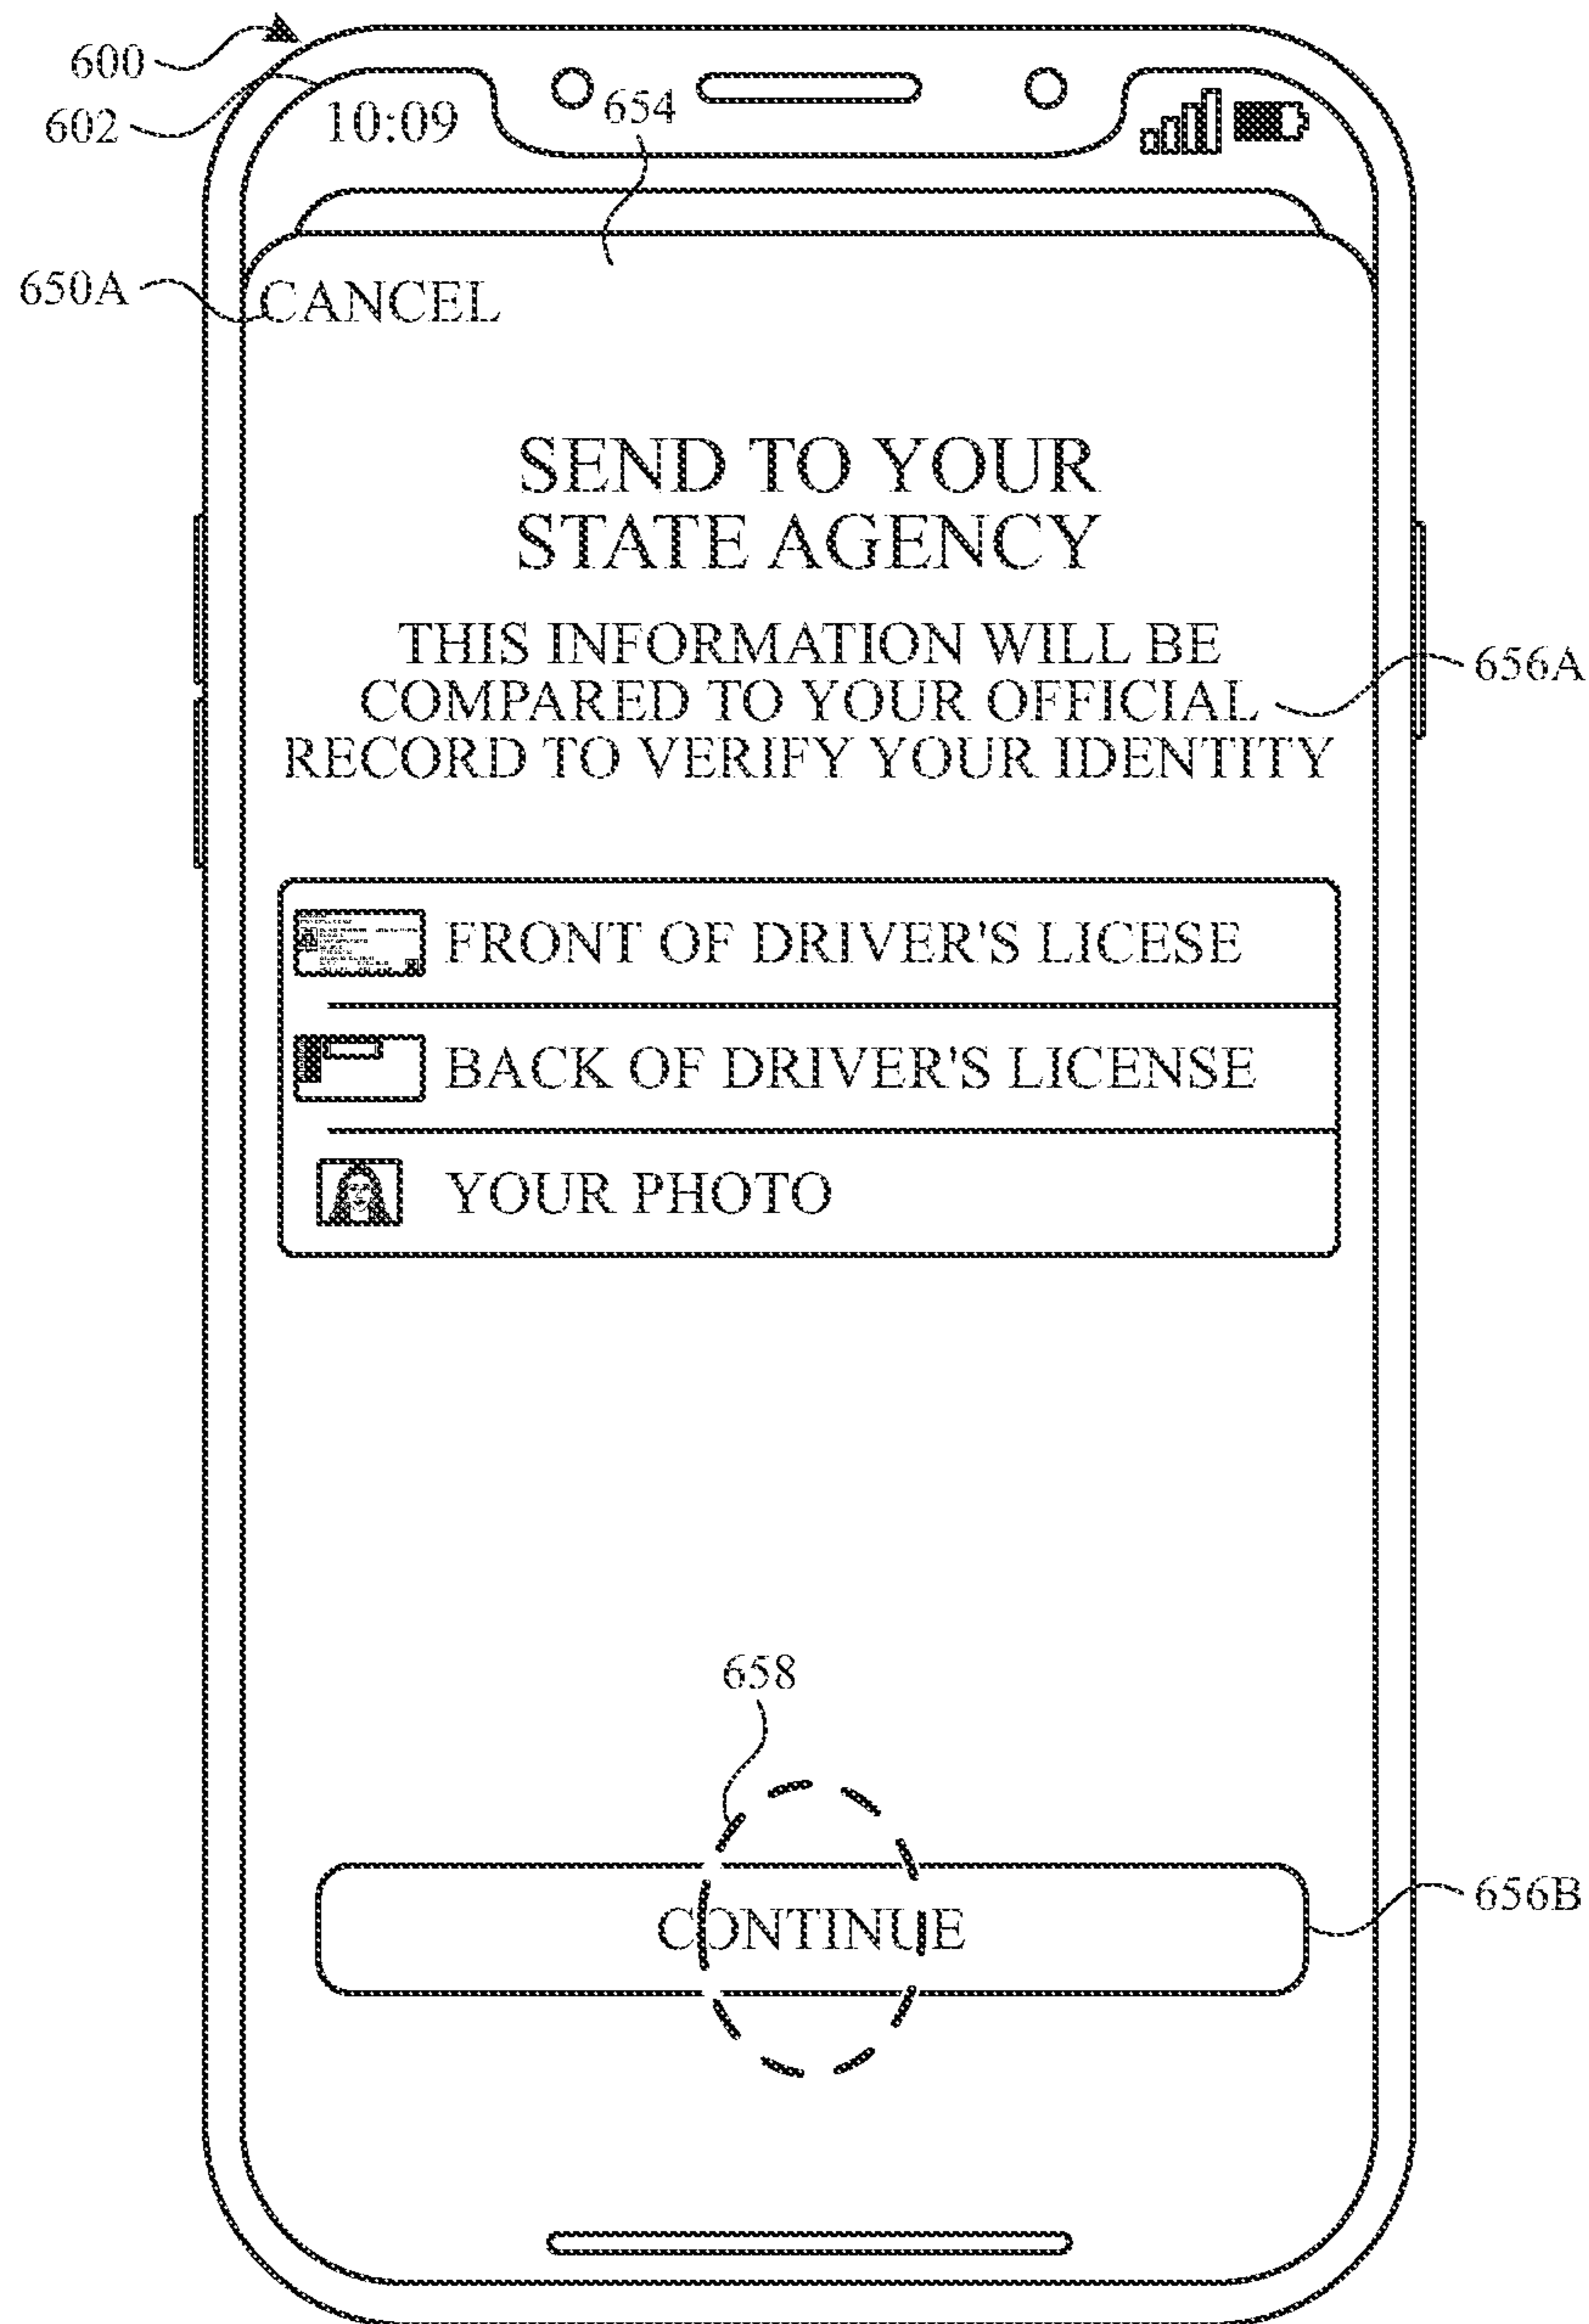 600
602
10:09
654
650A
CANCEL
SEND TO YOUR
STATE AGENCY
THIS INFORMATION WILL BE
COMPARED TO YOUR OFFICIAL
RECORD TO VERIFY YOUR IDENTITY
656A
FRONT OF DRIVER'S LICESE
BACK OF DRIVER'S LICENSE
YOUR PHOTO
658
CONTINUE
656B